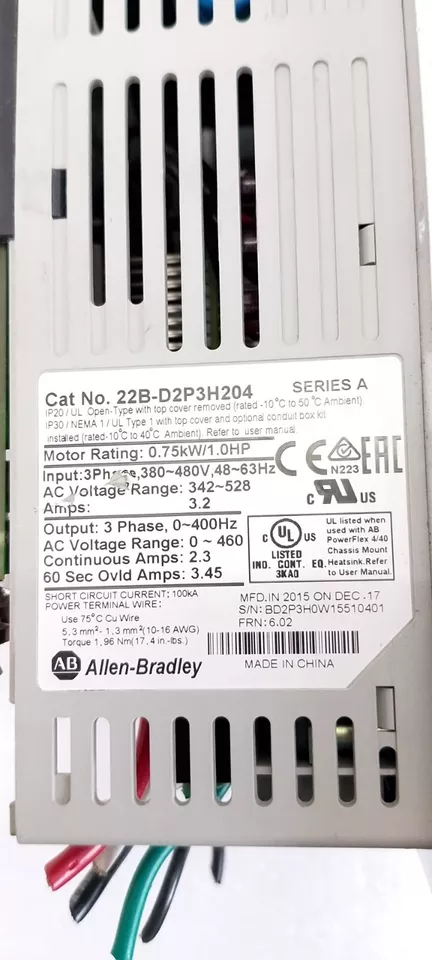 Cat No. 22B-D2P3H204 SERIES A
IP20 / UL Open-Type with top cover removed (rated -10°C to 50°C Ambient).
IP30 / NEMA 1 / UL Type 1 with top cover and optional conduit box kit
installed (rated-10°C to 40°C Ambient). Refer to user manual.
Motor Rating: 0.75kW/1.0HP
Input:3Phase,380~480V,48~63Hz
AC Voltage Range: 342~528
Amps: 3.2
CE N223 EAC
c UR US
Output: 3 Phase, 0~400Hz
AC Voltage Range: 0 ~ 460
Continuous Amps: 2.3
60 Sec Ovld Amps: 3.45
C UL US
LISTED
IND. CONT. EQ.
3KA0
UL listed when
used with AB
PowerFlex 4/40
Chassis Mount
Heatsink.Refer
to User Manual.
SHORT CIRCUIT CURRENT: 100kA
POWER TERMINAL WIRE:
Use 75°C Cu Wire
5,3 mm²- 1,3 mm²(10-16 AWG)
Torque 1,96 Nm(17,4 in.-lbs.)
MFD.IN 2015 ON DEC .17
S/N: BD2P3H0W15510401
FRN: 6.02
AB Allen-Bradley
MADE IN CHINA